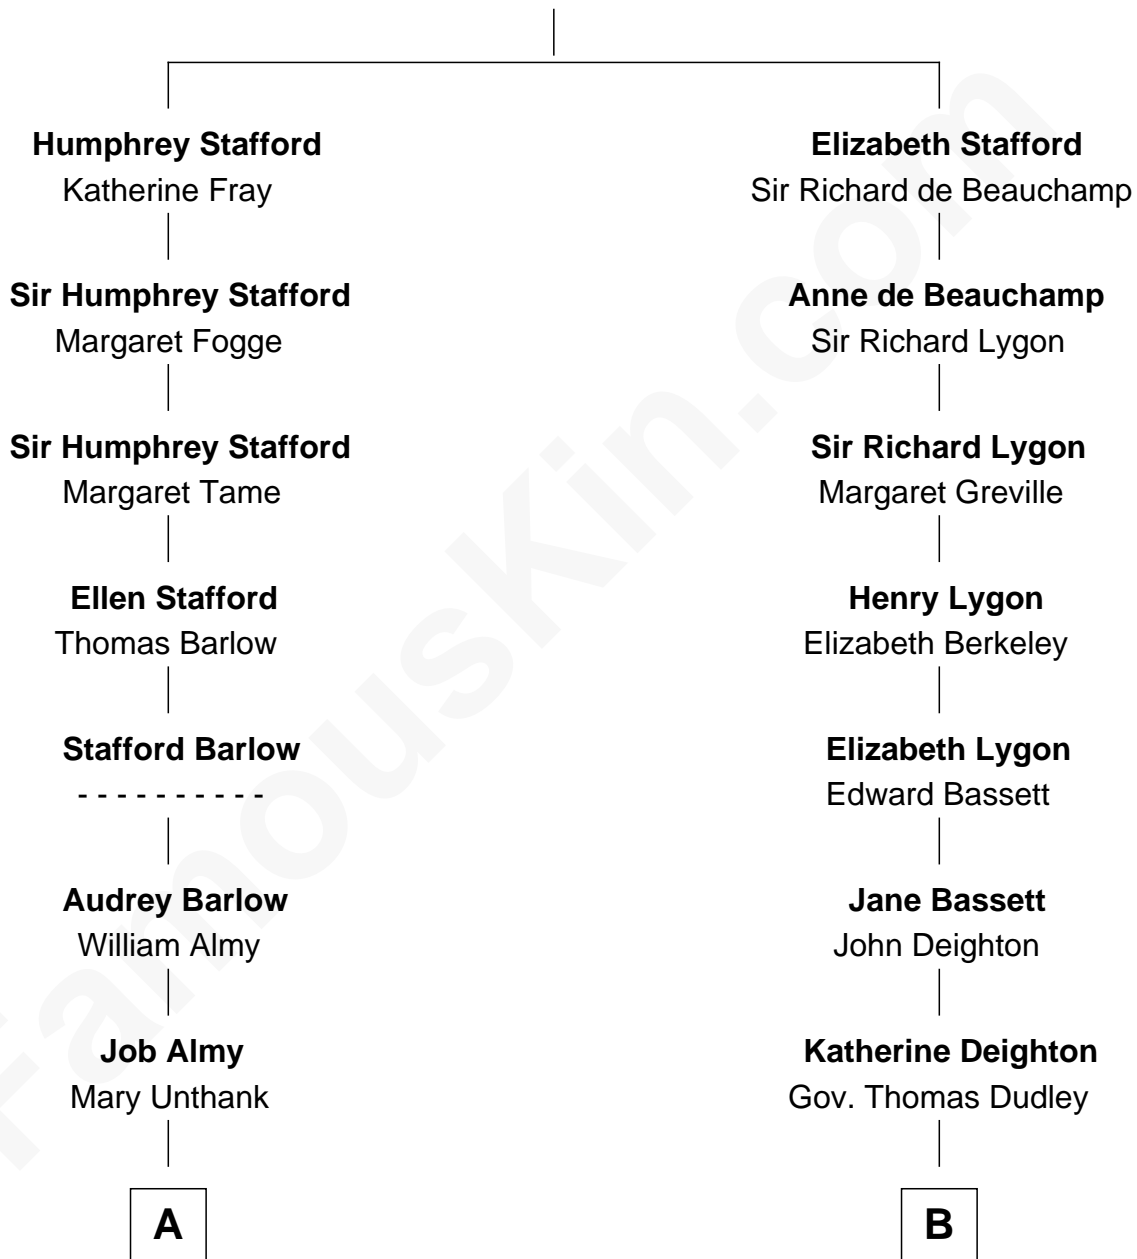 Humphrey Stafford
Katherine Fray
Sir Humphrey Stafford
Margaret Fogge
Sir Humphrey Stafford
Margaret Tame
Ellen Stafford
Thomas Barlow
Stafford Barlow
- - - - - - - - - -
Audrey Barlow
William Almy
Job Almy
Mary Unthank
A
Elizabeth Stafford
Sir Richard de Beauchamp
Anne de Beauchamp
Sir Richard Lygon
Sir Richard Lygon
Margaret Greville
Henry Lygon
Elizabeth Berkeley
Elizabeth Lygon
Edward Bassett
Jane Bassett
John Deighton
Katherine Deighton
Gov. Thomas Dudley
B
FamousKin.com